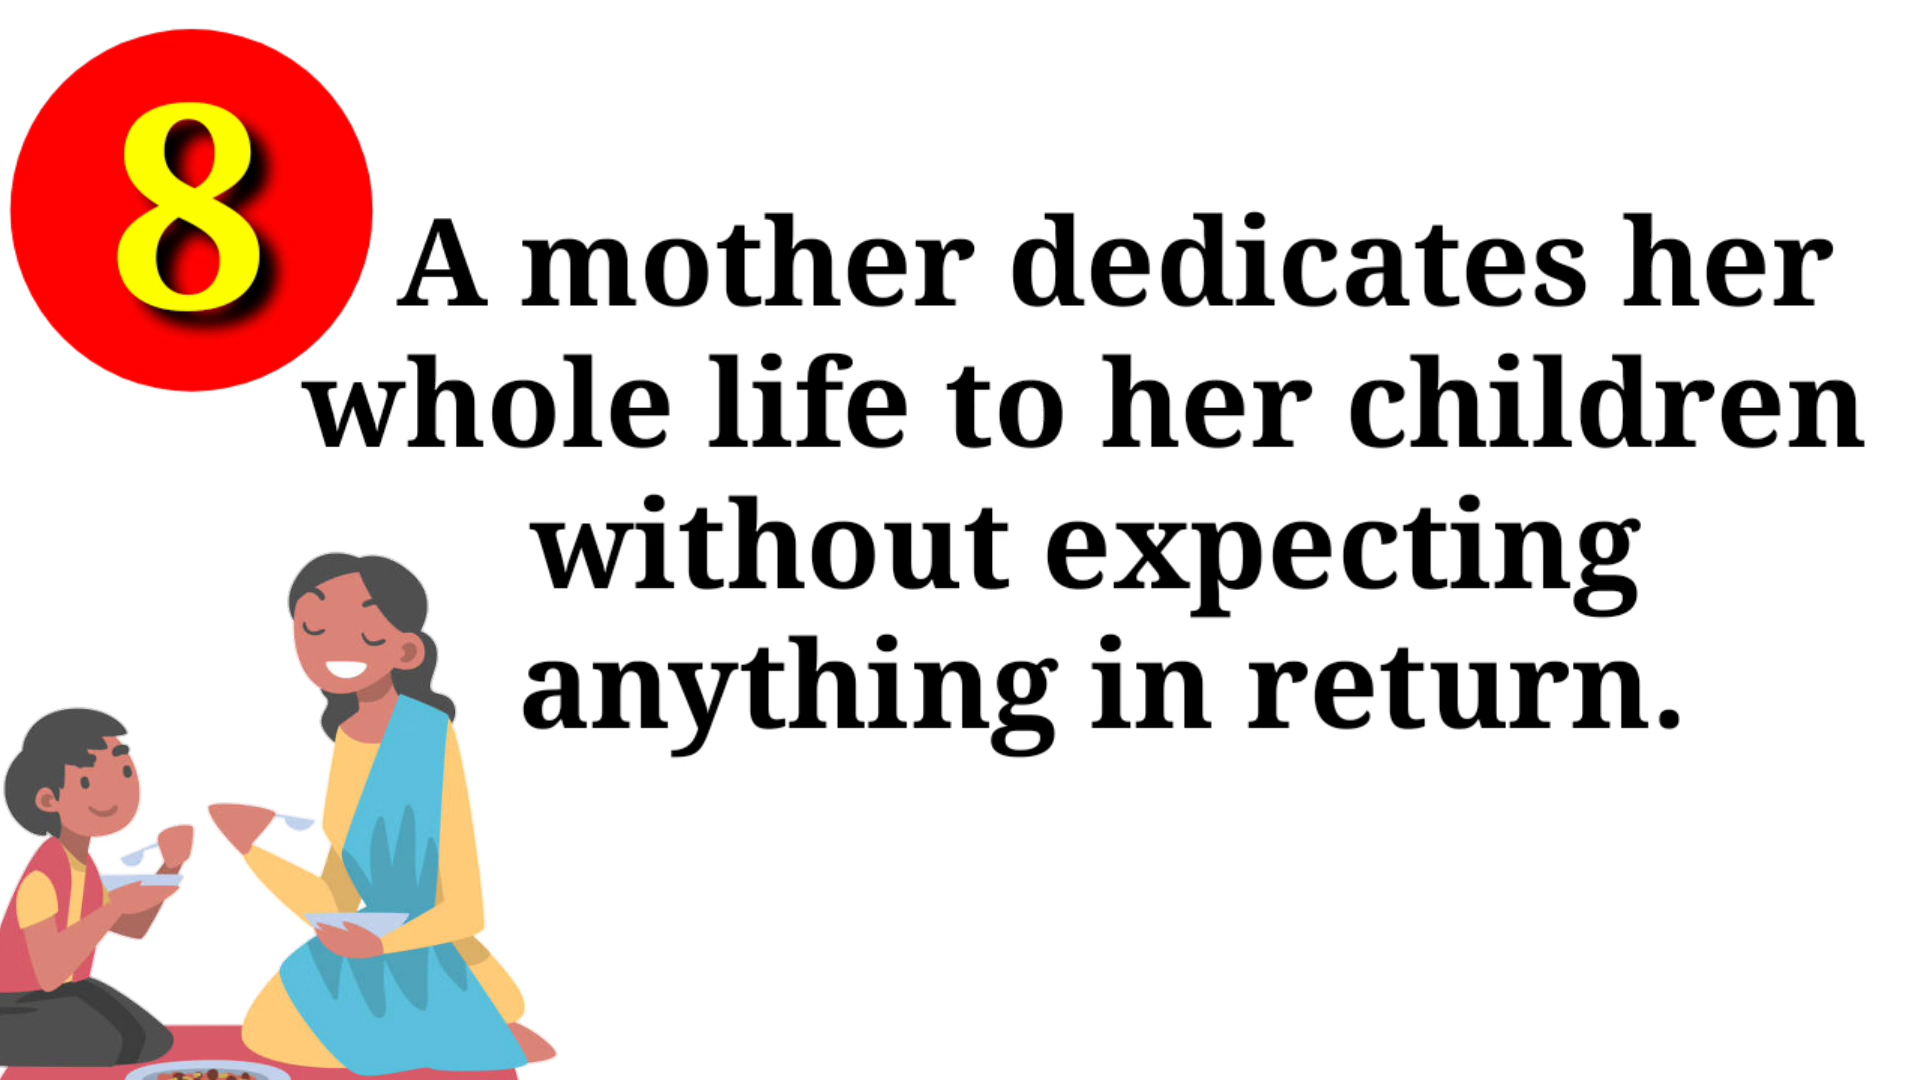 8
A mother dedicates her
whole life to her children
without expecting
anything in return.